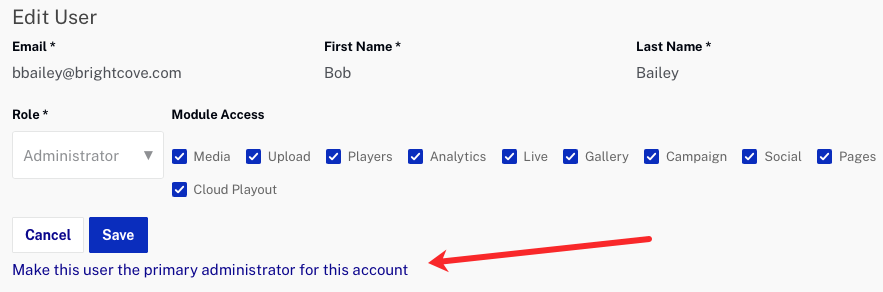 Edit User
Email * First Name * Last Name *
bbailey@brightcove.com Bob Bailey
Role * Module Access
Administrator Media Upload Players Analytics Live Gallery Campaign Social Pages
Cloud Playout
Cancel Save
Make this user the primary administrator for this account